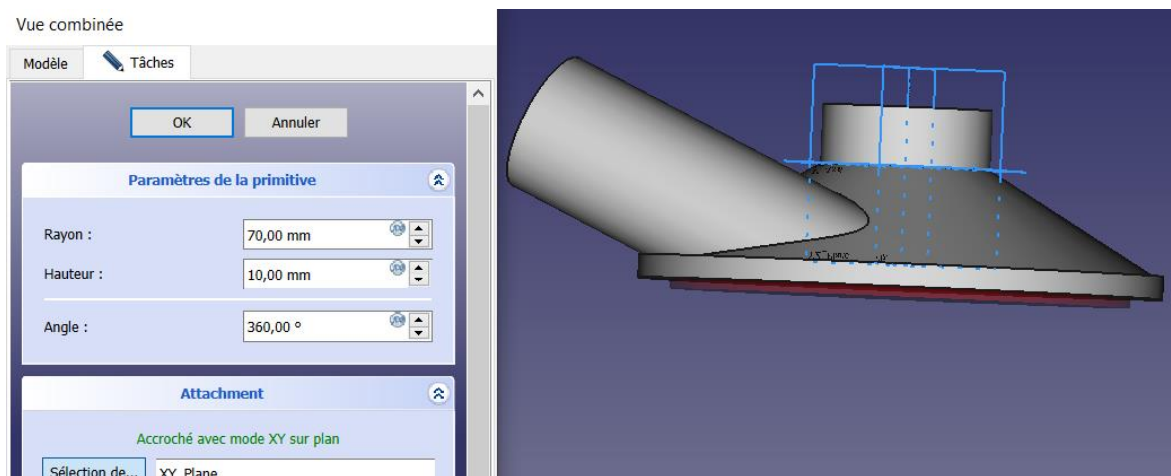 Vue combinée
Modèle
Tâches
OK
Annuler
Paramètres de la primitive
Rayon :
70,00 mm
Hauteur :
10,00 mm
Angle :
360,00 °
Attachment
Accroché avec mode XY sur plan
Sélection de...
XY_Plane